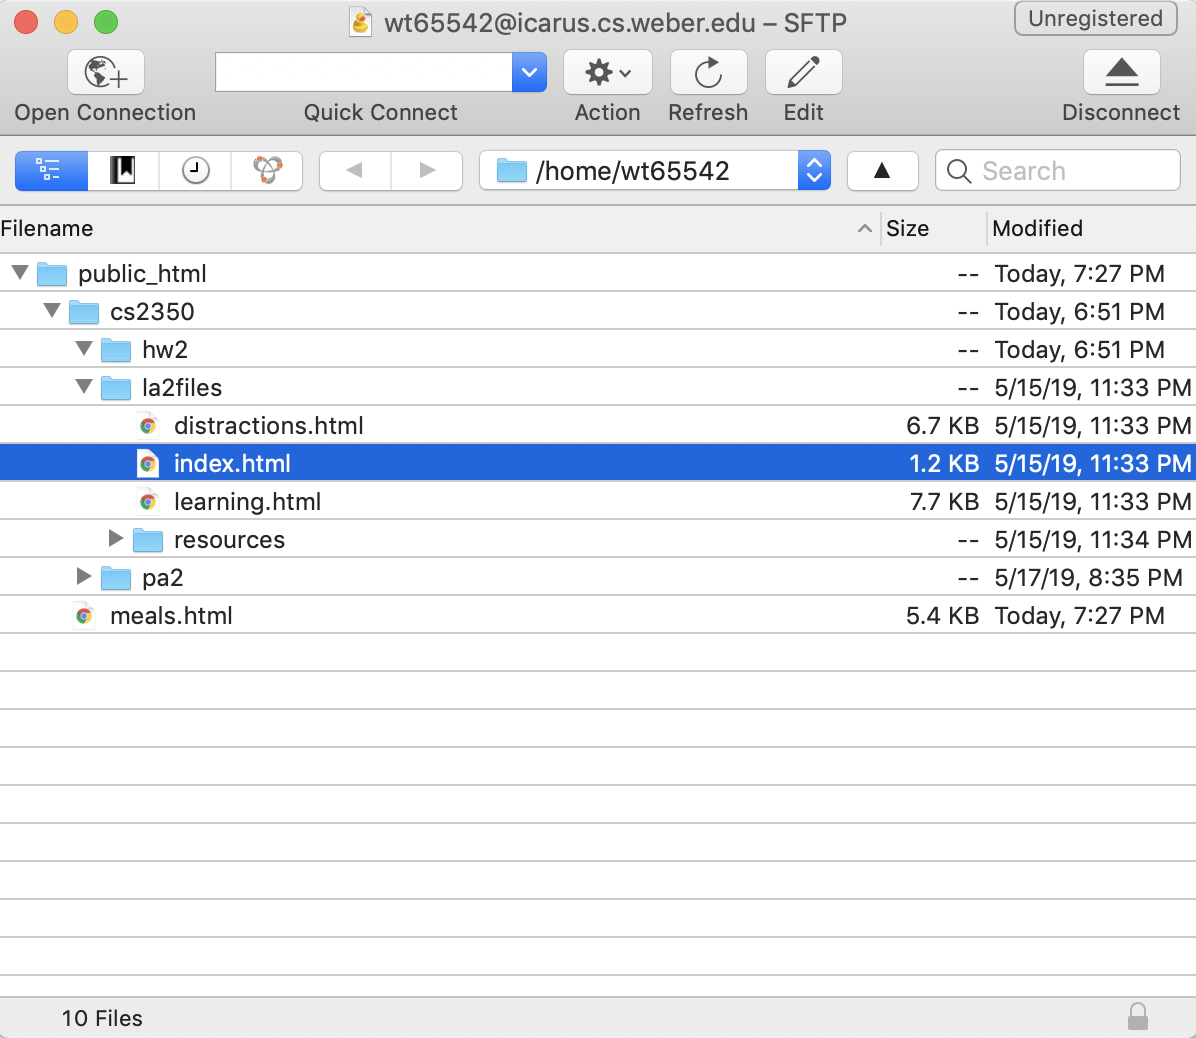 wt65542@icarus.cs.weber.edu – SFTP
Unregistered
Open Connection
Quick Connect
Action
Refresh
Edit
Disconnect
/home/wt65542
Search
Filename Size Modified
public_html -- Today, 7:27 PM
cs2350 -- Today, 6:51 PM
hw2 -- Today, 6:51 PM
la2files -- 5/15/19, 11:33 PM
distractions.html 6.7 KB 5/15/19, 11:33 PM
index.html 1.2 KB 5/15/19, 11:33 PM
learning.html 7.7 KB 5/15/19, 11:33 PM
resources -- 5/15/19, 11:34 PM
pa2 -- 5/17/19, 8:35 PM
meals.html 5.4 KB Today, 7:27 PM
10 Files